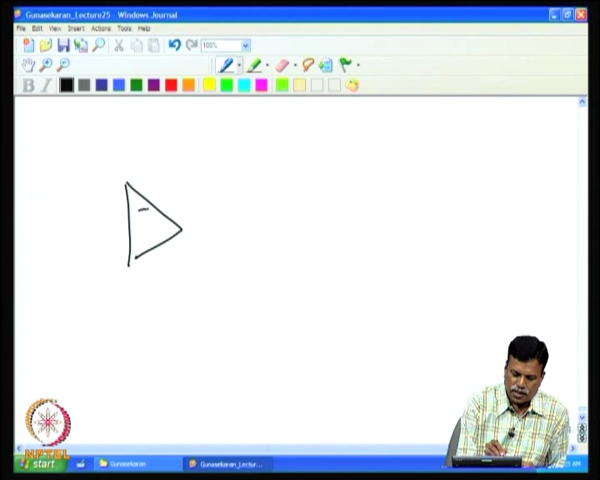 Gunasekaran_Lecture25 - Windows Journal
File Edit View Insert Actions Tools Help
100%
B I
NPTEL
start Gunasekaran Gunasekaran_Lectur...